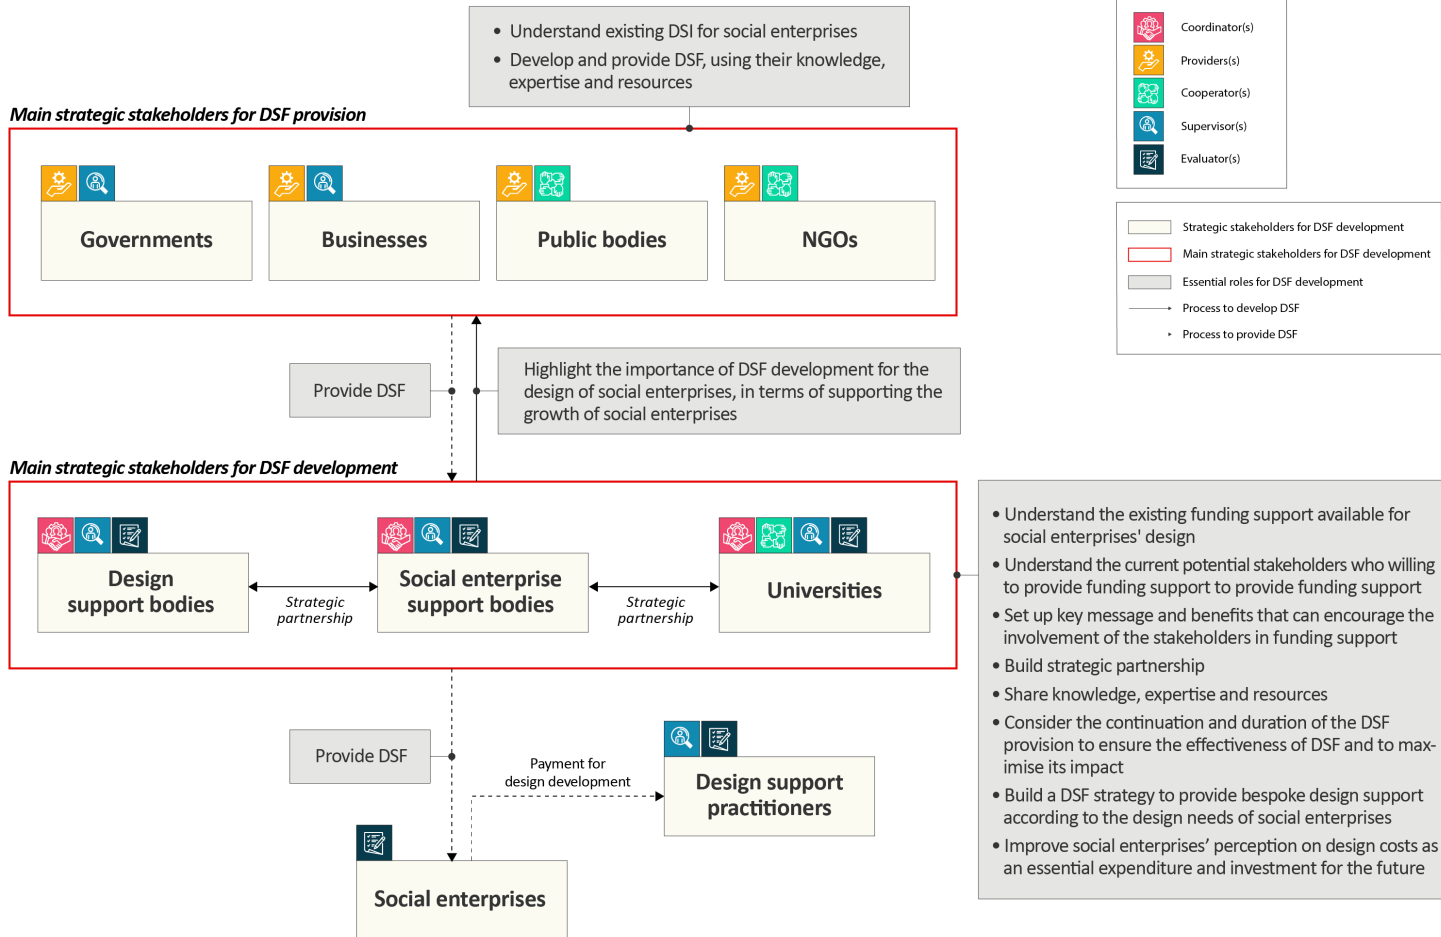 • Understand existing DSI for social enterprises
• Develop and provide DSF, using their knowledge,
expertise and resources
Coordinator(s)
Providers(s)
Cooperator(s)
Supervisor(s)
Evaluator(s)
Main strategic stakeholders for DSF provision
Governments
Businesses
Public bodies
NGOs
Strategic stakeholders for DSF development
Main strategic stakeholders for DSF development
Essential roles for DSF development
Process to develop DSF
Process to provide DSF
Provide DSF
Highlight the importance of DSF development for the
design of social enterprises, in terms of supporting the
growth of social enterprises
Main strategic stakeholders for DSF development
Design
support bodies
Strategic
partnership
Social enterprise
support bodies
Strategic
partnership
Universities
• Understand the existing funding support available for
social enterprises' design
• Understand the current potential stakeholders who willing
to provide funding support to provide funding support
• Set up key message and benefits that can encourage the
involvement of the stakeholders in funding support
• Build strategic partnership
• Share knowledge, expertise and resources
• Consider the continuation and duration of the DSF
provision to ensure the effectiveness of DSF and to max-
imise its impact
• Build a DSF strategy to provide bespoke design support
according to the design needs of social enterprises
• Improve social enterprises’ perception on design costs as
an essential expenditure and investment for the future
Provide DSF
Payment for
design development
Design support
practitioners
Social enterprises